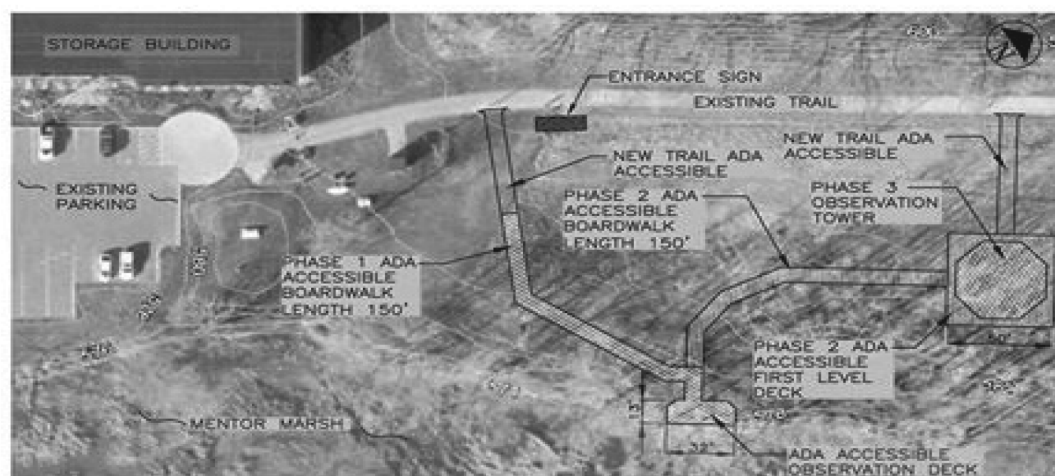 STORAGE BUILDING
ENTRANCE SIGN
EXISTING TRAIL
NEW TRAIL ADA
ACCESSIBLE
NEW TRAIL ADA
ACCESSIBLE
EXISTING
PARKING
PHASE 2 ADA
ACCESSIBLE
BOARDWALK
LENGTH 150'
PHASE 3
OBSERVATION
TOWER
PHASE 1 ADA
ACCESSIBLE
BOARDWALK
LENGTH 150'
PHASE 2 ADA
ACCESSIBLE
FIRST LEVEL
DECK
MENTOR MARSH
32'
ADA ACCESSIBLE
OBSERVATION DECK